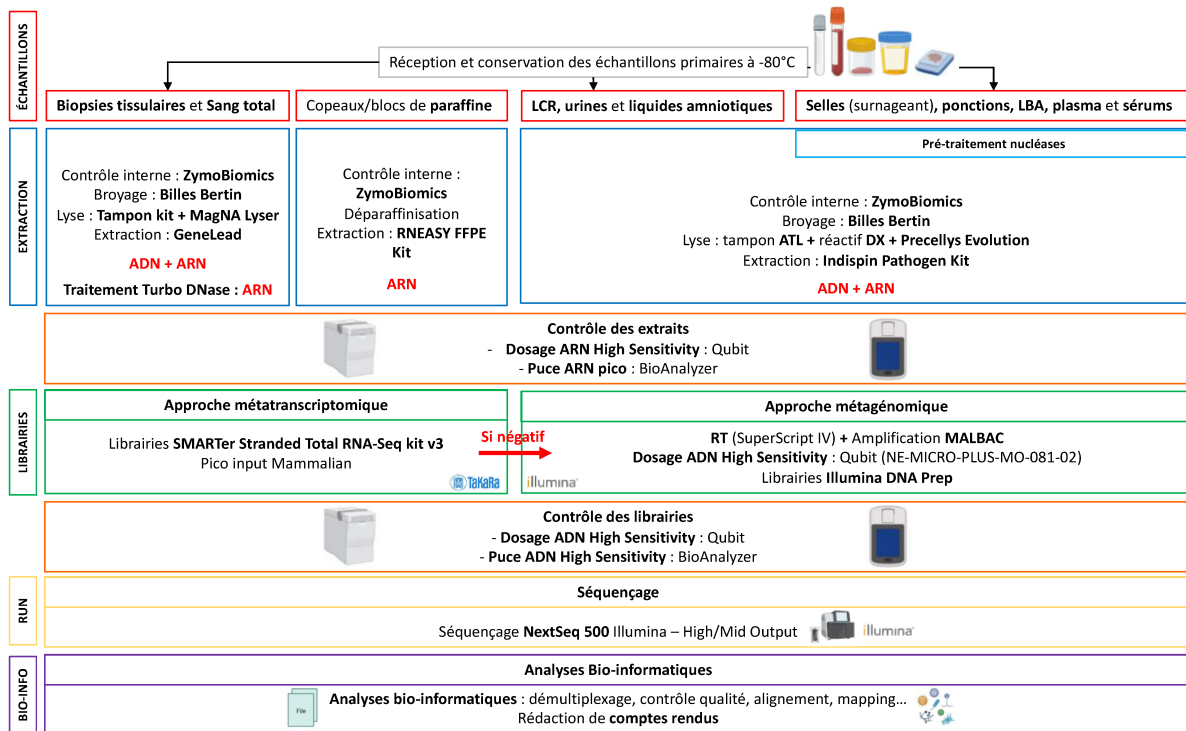 ÉCHANTILLONS
Réception et conservation des échantillons primaires à -80°C
Biopsies tissulaires et Sang total
Copeaux/blocs de paraffine
LCR, urines et liquides amniotiques
Selles (surnageant), ponctions, LBA, plasma et sérums
EXTRACTION
Contrôle interne : ZymoBiomics
Broyage : Billes Bertin
Lyse : Tampon kit + MagNA Lyser
Extraction : GeneLead
ADN + ARN
Traitement Turbo DNase : ARN
Contrôle interne :
ZymoBiomics
Déparaffinisation
Extraction : RNEASY FFPE
Kit
ARN
Pré-traitement nucléases
Contrôle interne : ZymoBiomics
Broyage : Billes Bertin
Lyse : tampon ATL + réactif DX + Precellys Evolution
Extraction : Indispin Pathogen Kit
ADN + ARN
Contrôle des extraits
- Dosage ARN High Sensitivity : Qubit
- Puce ARN pico : BioAnalyzer
LIBRAIRIES
Approche métatranscriptomique
Librairies SMARTer Stranded Total RNA-Seq kit v3
Pico input Mammalian
TaKaRa
Si négatif
Approche métagénomique
RT (SuperScript IV) + Amplification MALBAC
Dosage ADN High Sensitivity : Qubit (NE-MICRO-PLUS-MO-081-02)
Librairies Illumina DNA Prep
illumina
Contrôle des librairies
- Dosage ADN High Sensitivity : Qubit
- Puce ADN High Sensitivity : BioAnalyzer
RUN
Séquençage
Séquençage NextSeq 500 Illumina – High/Mid Output
illumina
BIO-INFO
Analyses Bio-informatiques
File
Analyses bio-informatiques : démultiplexage, contrôle qualité, alignement, mapping...
Rédaction de comptes rendus